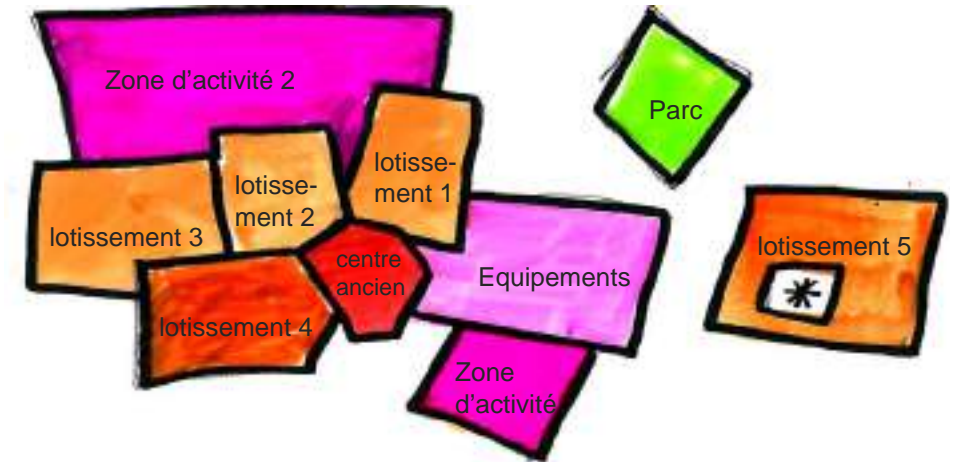 Zone d'activité 2
Parc
lotisse-
ment 1
lotisse-
ment 2
lotissement 3
lotissement 5
centre
ancien
Equipements
*
lotissement 4
Zone
d'activité